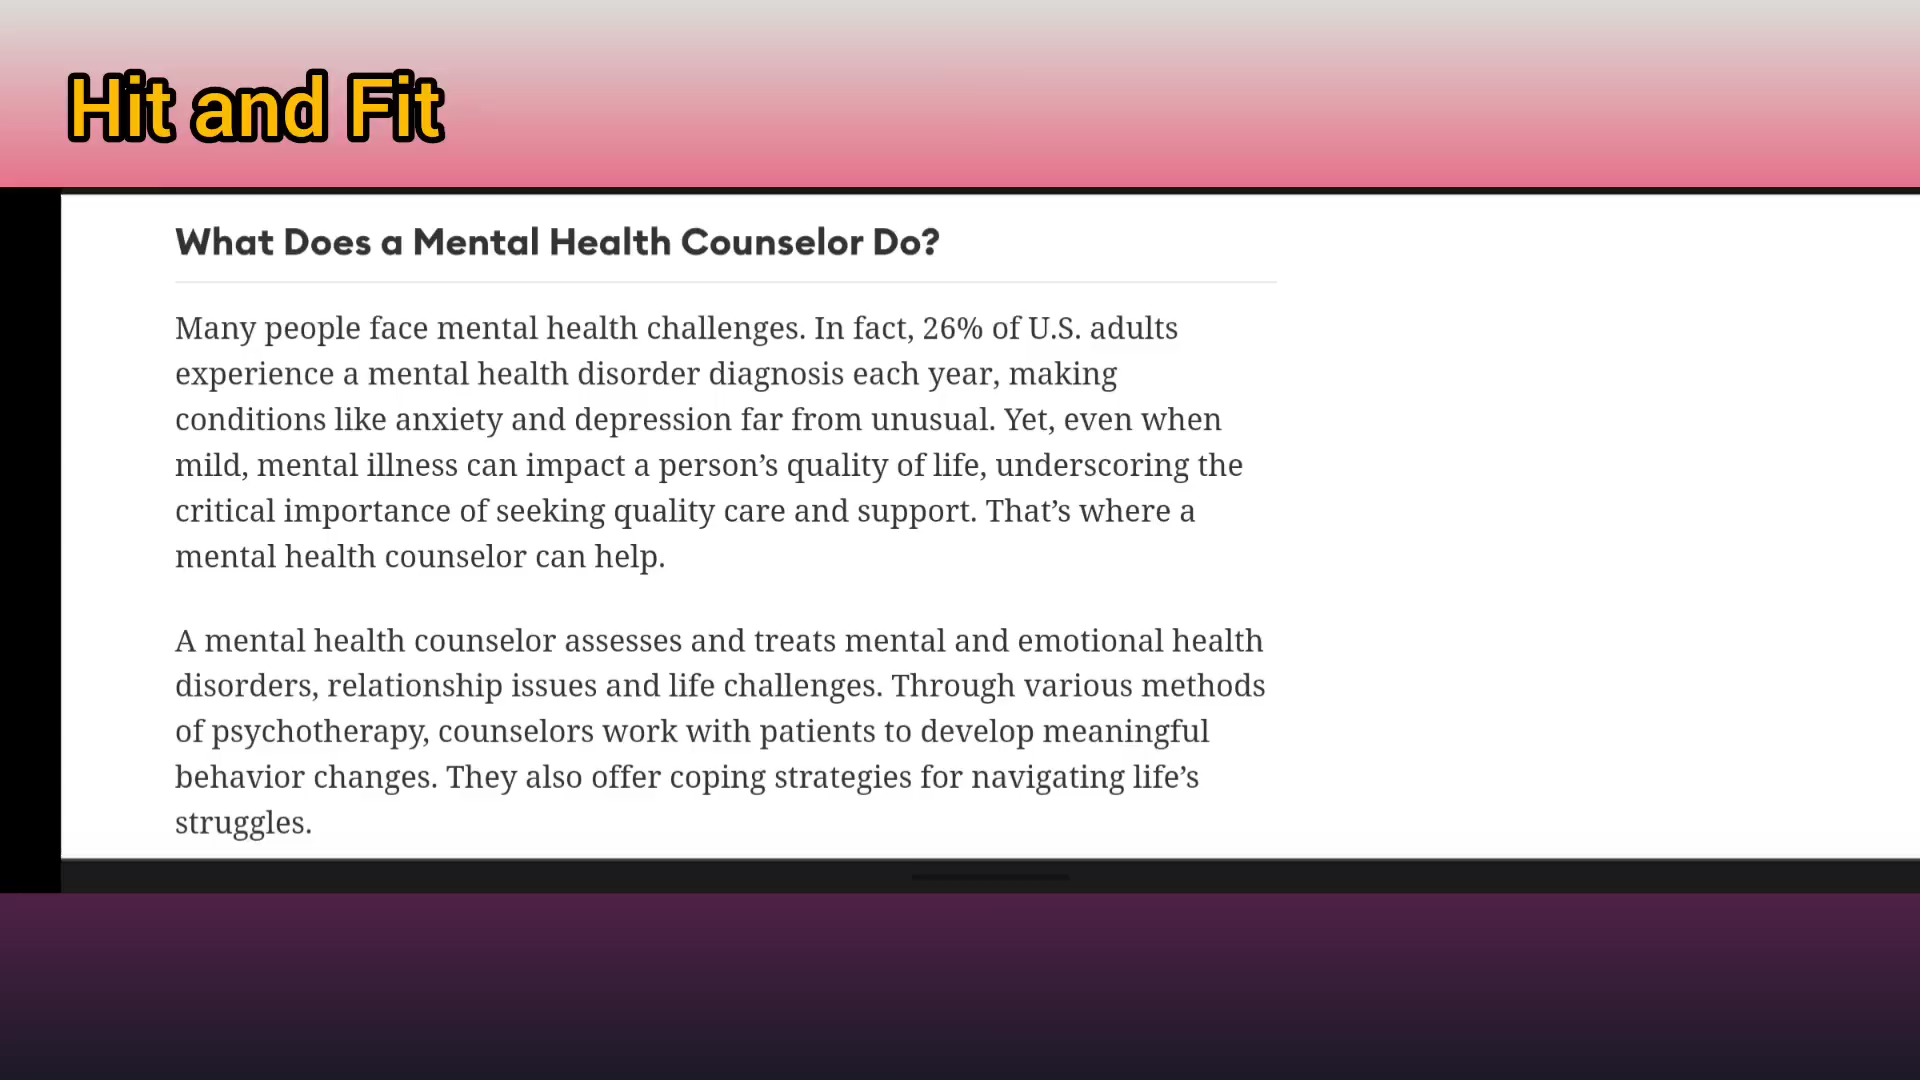 Hit and Fit
What Does a Mental Health Counselor Do?
Many people face mental health challenges. In fact, 26% of U.S. adults
experience a mental health disorder diagnosis each year, making
conditions like anxiety and depression far from unusual. Yet, even when
mild, mental illness can impact a person’s quality of life, underscoring the
critical importance of seeking quality care and support. That’s where a
mental health counselor can help.
A mental health counselor assesses and treats mental and emotional health
disorders, relationship issues and life challenges. Through various methods
of psychotherapy, counselors work with patients to develop meaningful
behavior changes. They also offer coping strategies for navigating life’s
struggles.